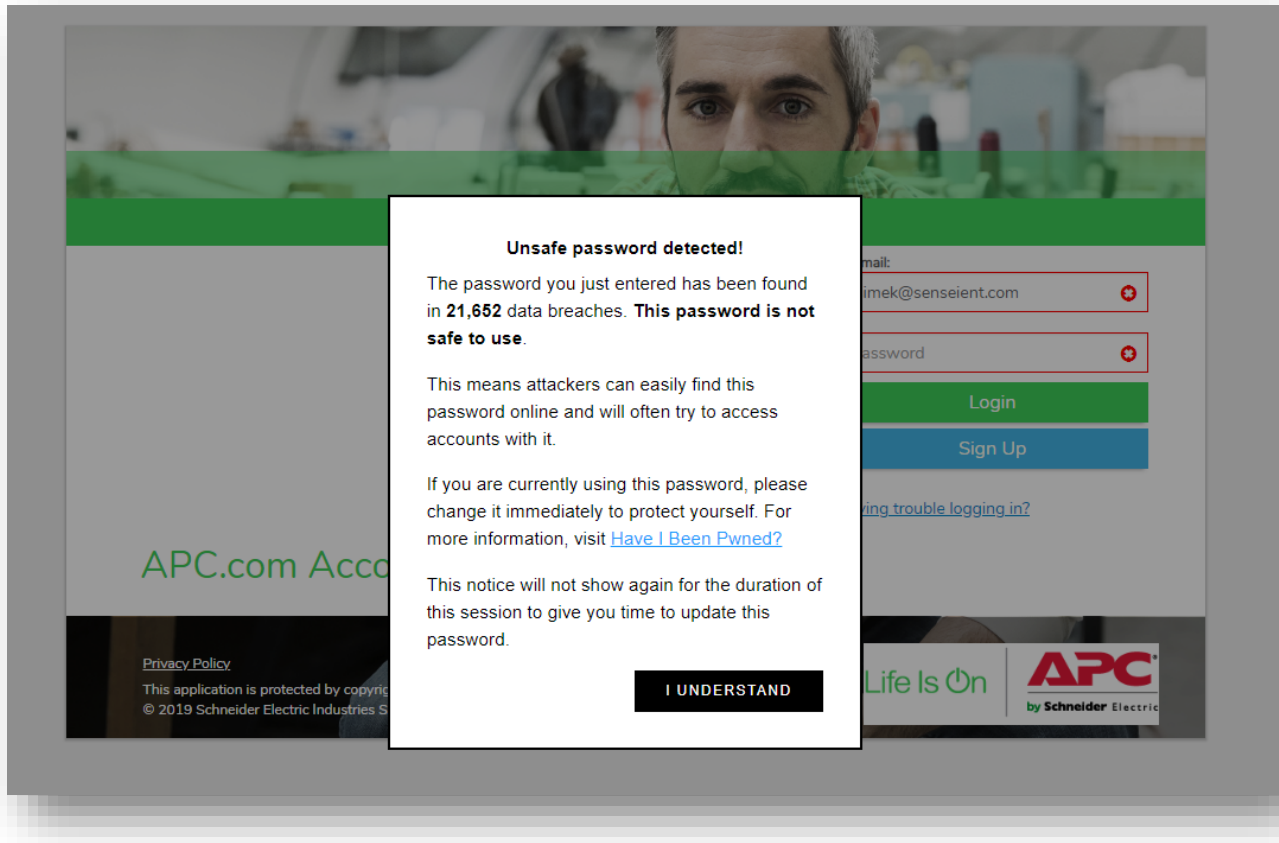 Unsafe password detected!
The password you just entered has been found
in 21,652 data breaches. This password is not
safe to use.
This means attackers can easily find this
password online and will often try to access
accounts with it.
If you are currently using this password, please
change it immediately to protect yourself. For
more information, visit Have I Been Pwned?
This notice will not show again for the duration of
this session to give you time to update this
password.
I UNDERSTAND
mail:
imek@senseient.com
assword
Login
Sign Up
ving trouble logging in?
APC.com Acco
Privacy Policy
This application is protected by copyrig
© 2019 Schneider Electric Industries S
Life Is On
APC
by Schneider Electric